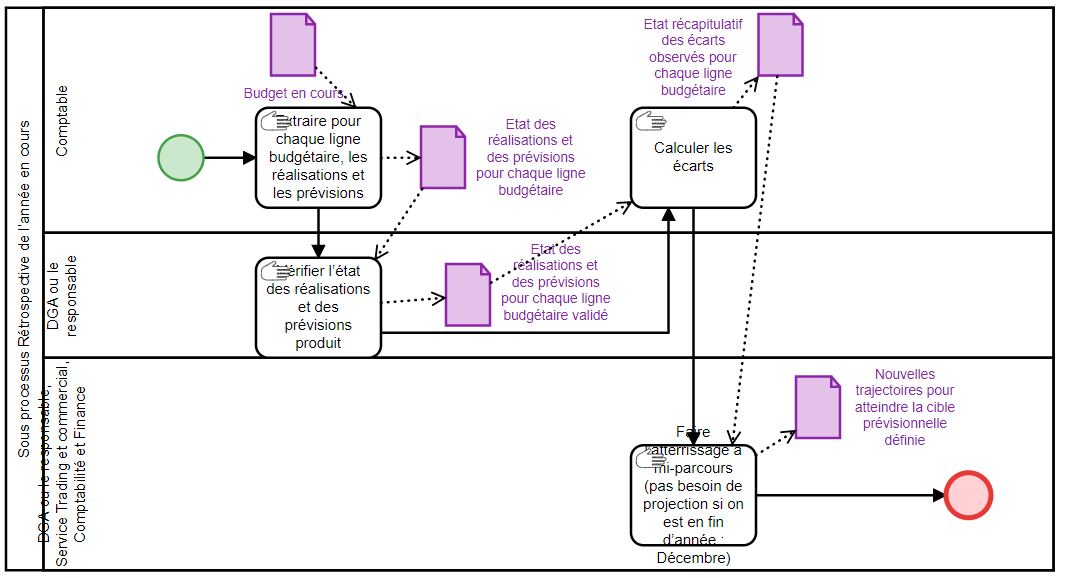 Sous processus Rétrospective de l'année en cours
Comptable
Budget en cours
Extraire pour
chaque ligne
budgétaire, les
réalisations et
les prévisions
Etat des
réalisations et
des prévisions
pour chaque ligne
budgétaire
Calculer les
écarts
Etat récapitulatif
des écarts
observés pour
chaque ligne
budgétaire
DGA ou le
responsable
Vérifier l'état
des réalisations
et des
prévisions
produit
Etat des
réalisations et
des prévisions
pour chaque ligne
budgétaire validé
DGA ou le responsable,
Service Trading et commercial,
Comptabilité et Finance
Faire
l'atterrissage à
mi-parcours
(pas besoin de
projection si on
est en fin
d'année :
Décembre)
Nouvelles
trajectoires pour
atteindre la cible
prévisionnelle
définie